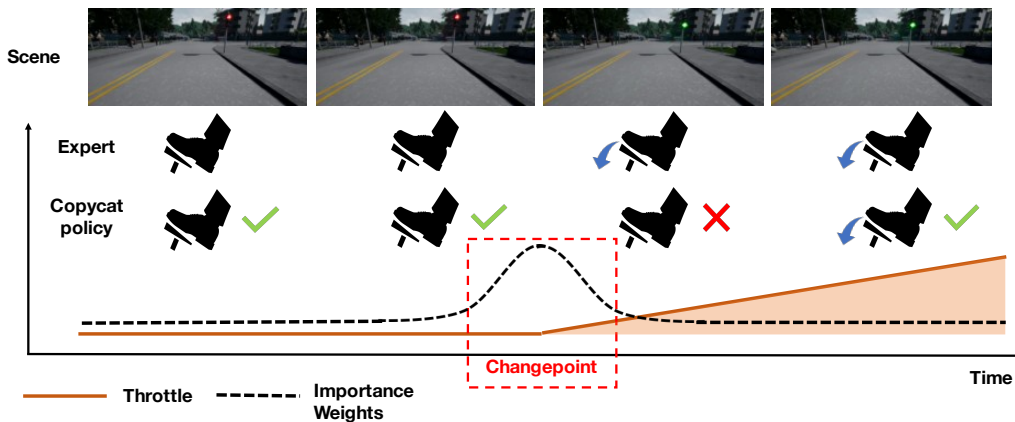 Scene
Expert
Copycat
policy
Changepoint
Time
Throttle
Importance
Weights